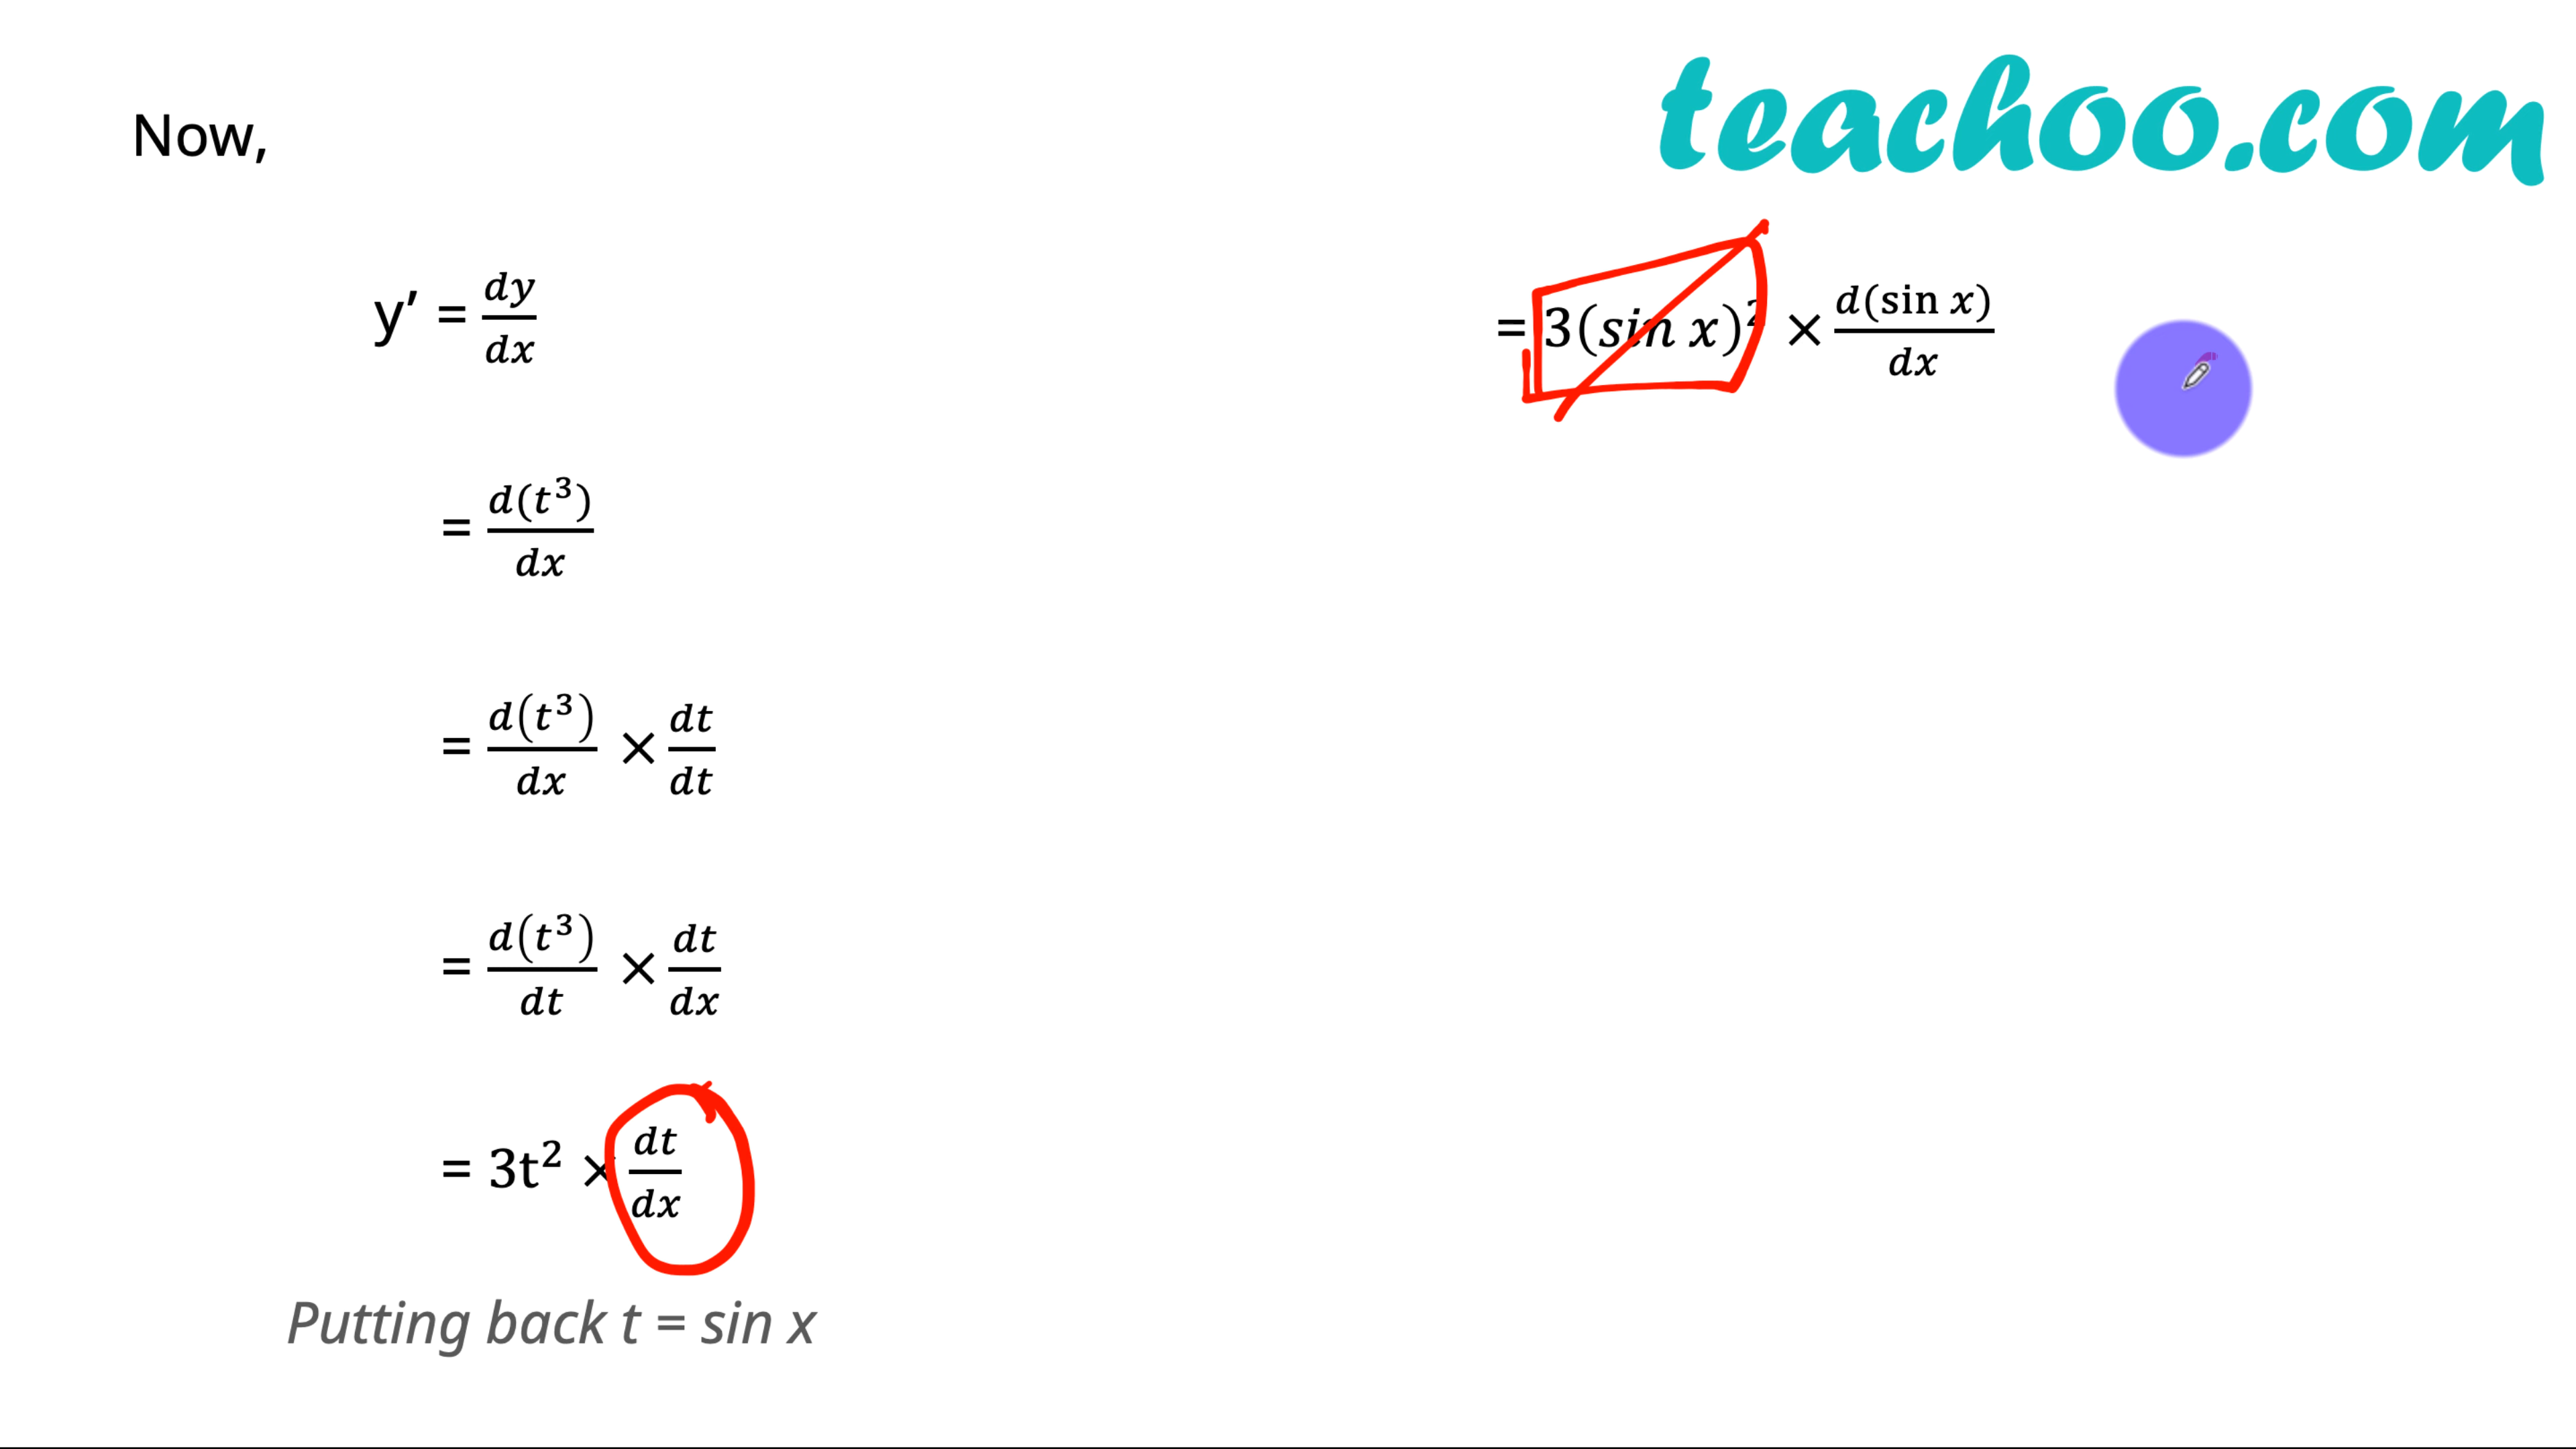 Now,
y’ = dy/dx
= d(t³)/dx
= d(t³)/dx × dt/dt
= d(t³)/dt × dt/dx
= 3t² × dt/dx
Putting back t = sin x
teachoo.com
= 3(sin x)² × d(sin x)/dx